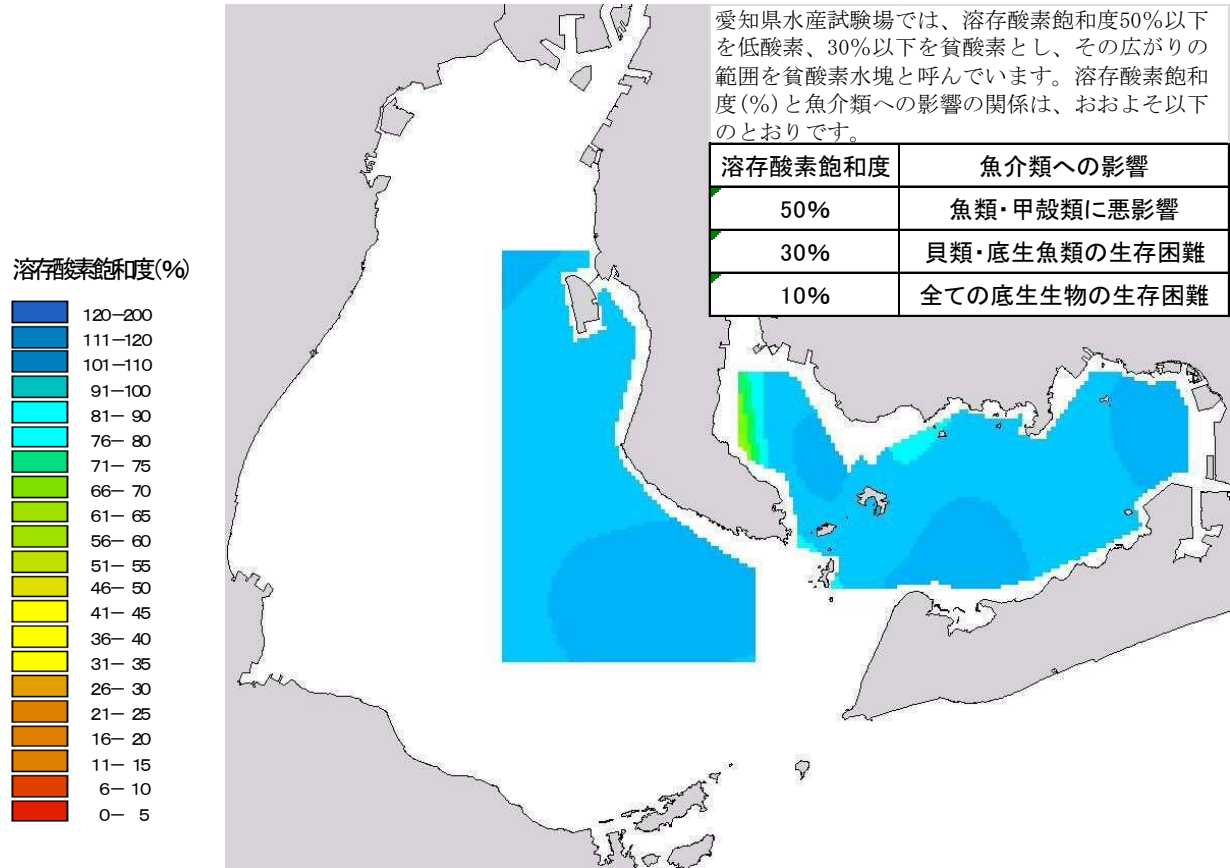 愛知県水産試験場では、溶存酸素飽和度50%以下
を低酸素、30%以下を貧酸素とし、その広がりの
範囲を貧酸素水塊と呼んでいます。溶存酸素飽和
度(%)と魚介類への影響の関係は、おおよそ以下
のとおりです。
溶存酸素飽和度 魚介類への影響
50% 魚類・甲殻類に悪影響
30% 貝類・底生魚類の生存困難
10% 全ての底生生物の生存困難
溶存酸素飽和度(%)
120-200
111-120
101-110
91-100
81- 90
76- 80
71- 75
66- 70
61- 65
56- 60
51- 55
46- 50
41- 45
36- 40
31- 35
26- 30
21- 25
16- 20
11- 15
6- 10
0- 5